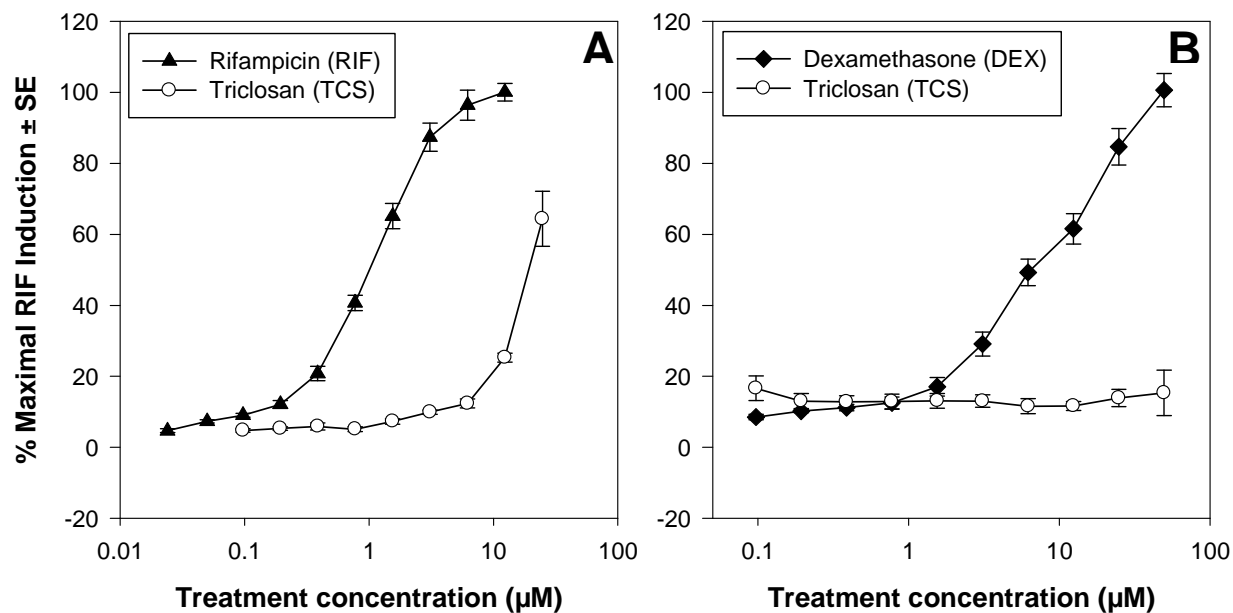 % Maximal RIF Induction ± SE
A
Rifampicin (RIF)
Triclosan (TCS)
120
100
80
60
40
20
0
-20
0.01
0.1
1
10
100
Treatment concentration (µM)
B
Dexamethasone (DEX)
Triclosan (TCS)
120
100
80
60
40
20
0
-20
0.1
1
10
100
Treatment concentration (µM)